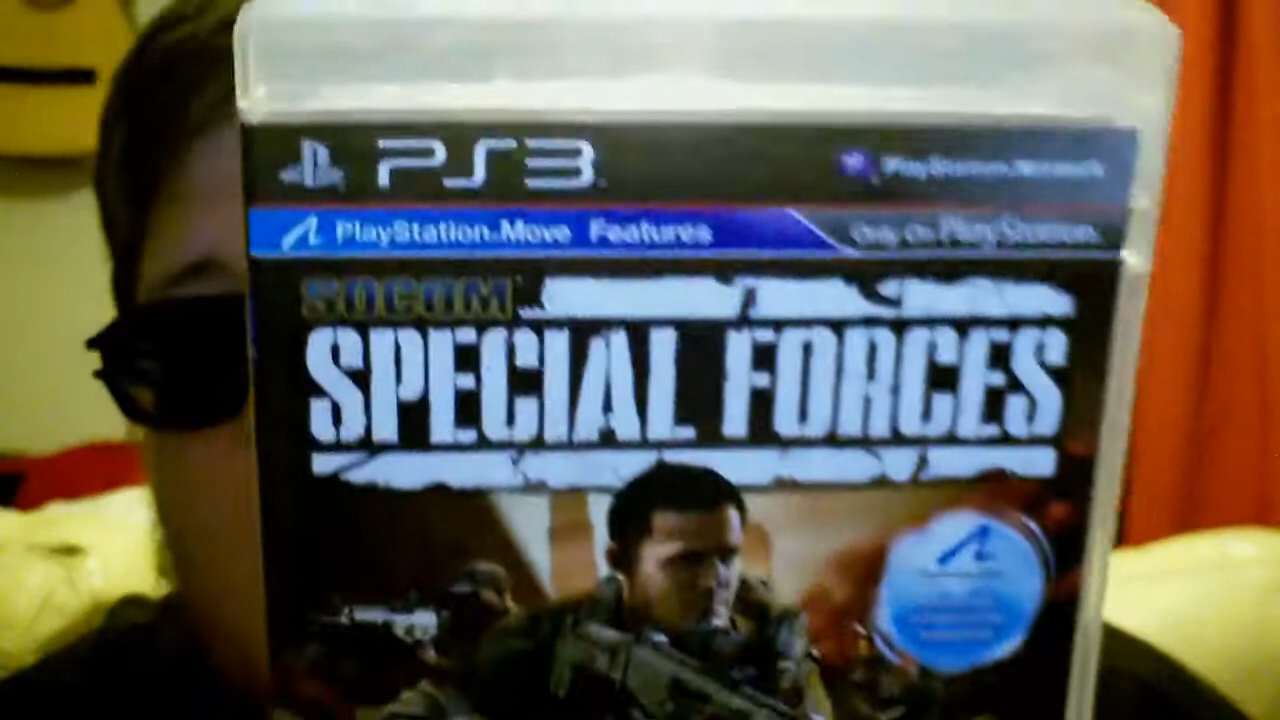 PS3
PlayStation Network
PlayStation Move Features
Only On PlayStation
SOCOM
SPECIAL FORCES